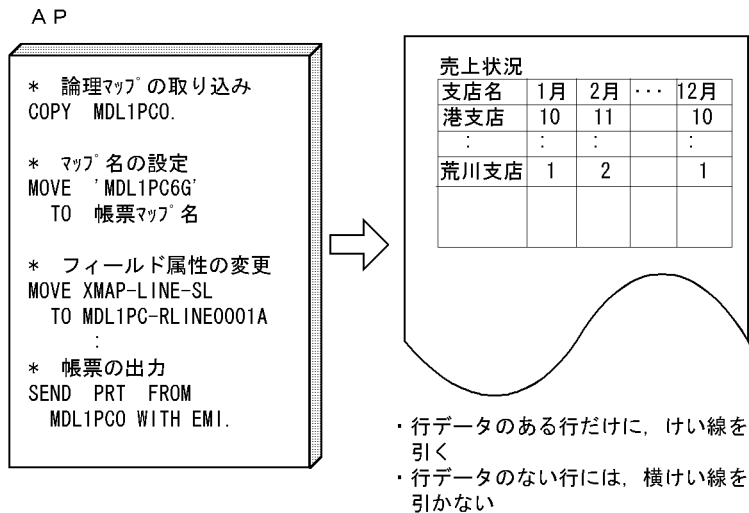 ＡＰ
*　論理ﾏｯﾌﾟの取り込み
COPY MDL1PCO.
*　ﾏｯﾌﾟ名の設定
MOVE 'MDL1PC6G'
TO 帳票ﾏｯﾌﾟ名
*　フィールド属性の変更
MOVE XMAP-LINE-SL
TO MDL1PC-RLINE0001A
:
*　帳票の出力
SEND PRT FROM
MDL1PCO WITH EMI.
売上状況
支店名 1月 2月 ･･･ 12月
港支店 10 11 10
: : : :
荒川支店 1 2 1
・行データのある行だけに，けい線を
引く
・行データのない行には，横けい線を
引かない